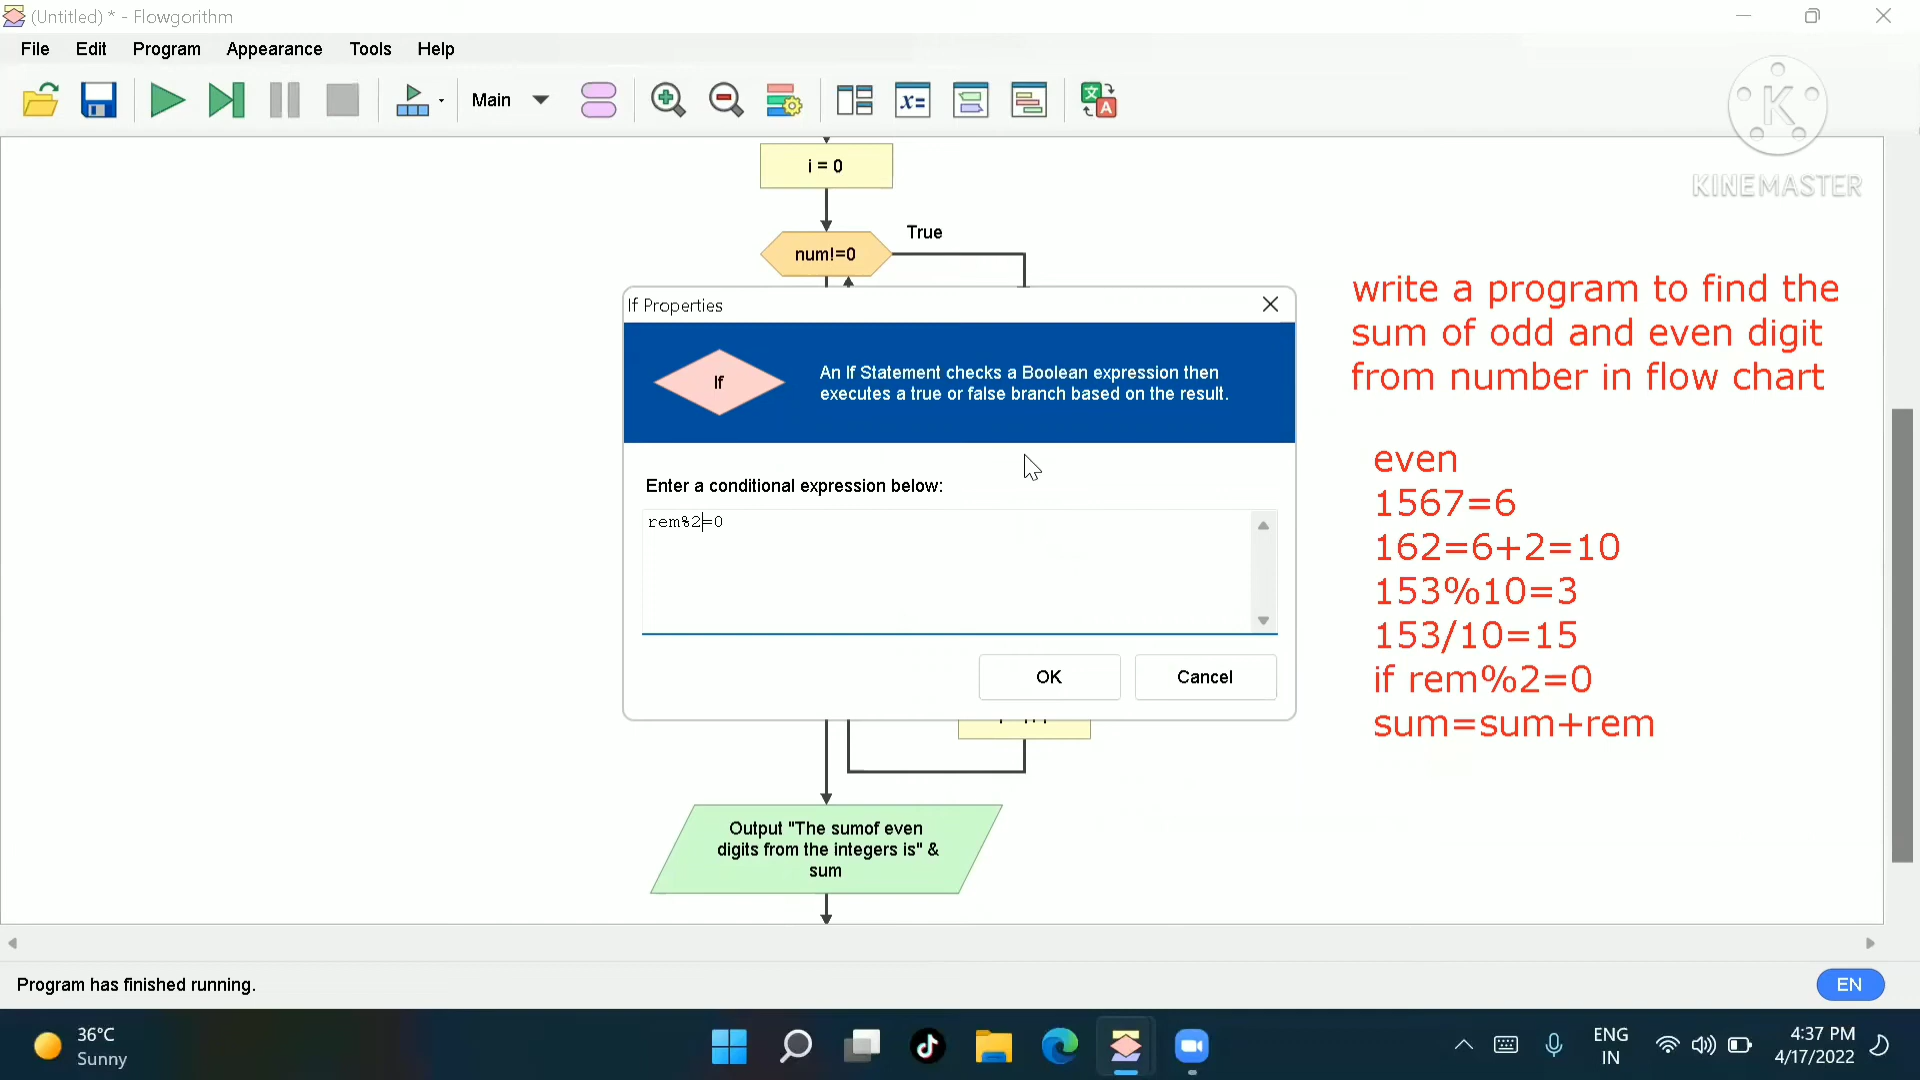 (Untitled) * - Flowgorithm
File Edit Program Appearance Tools Help
Main
KINEMASTER
i = 0
True
num!=0
If Properties
If
An If Statement checks a Boolean expression then
executes a true or false branch based on the result.
Enter a conditional expression below:
rem%2=0
OK Cancel
write a program to find the
sum of odd and even digit
from number in flow chart
even
1567=6
162=6+2=10
153%10=3
153/10=15
if rem%2=0
sum=sum+rem
Output "The sumof even
digits from the integers is" &
sum
Program has finished running.
EN
36°C
Sunny
ENG
IN
4:37 PM
4/17/2022